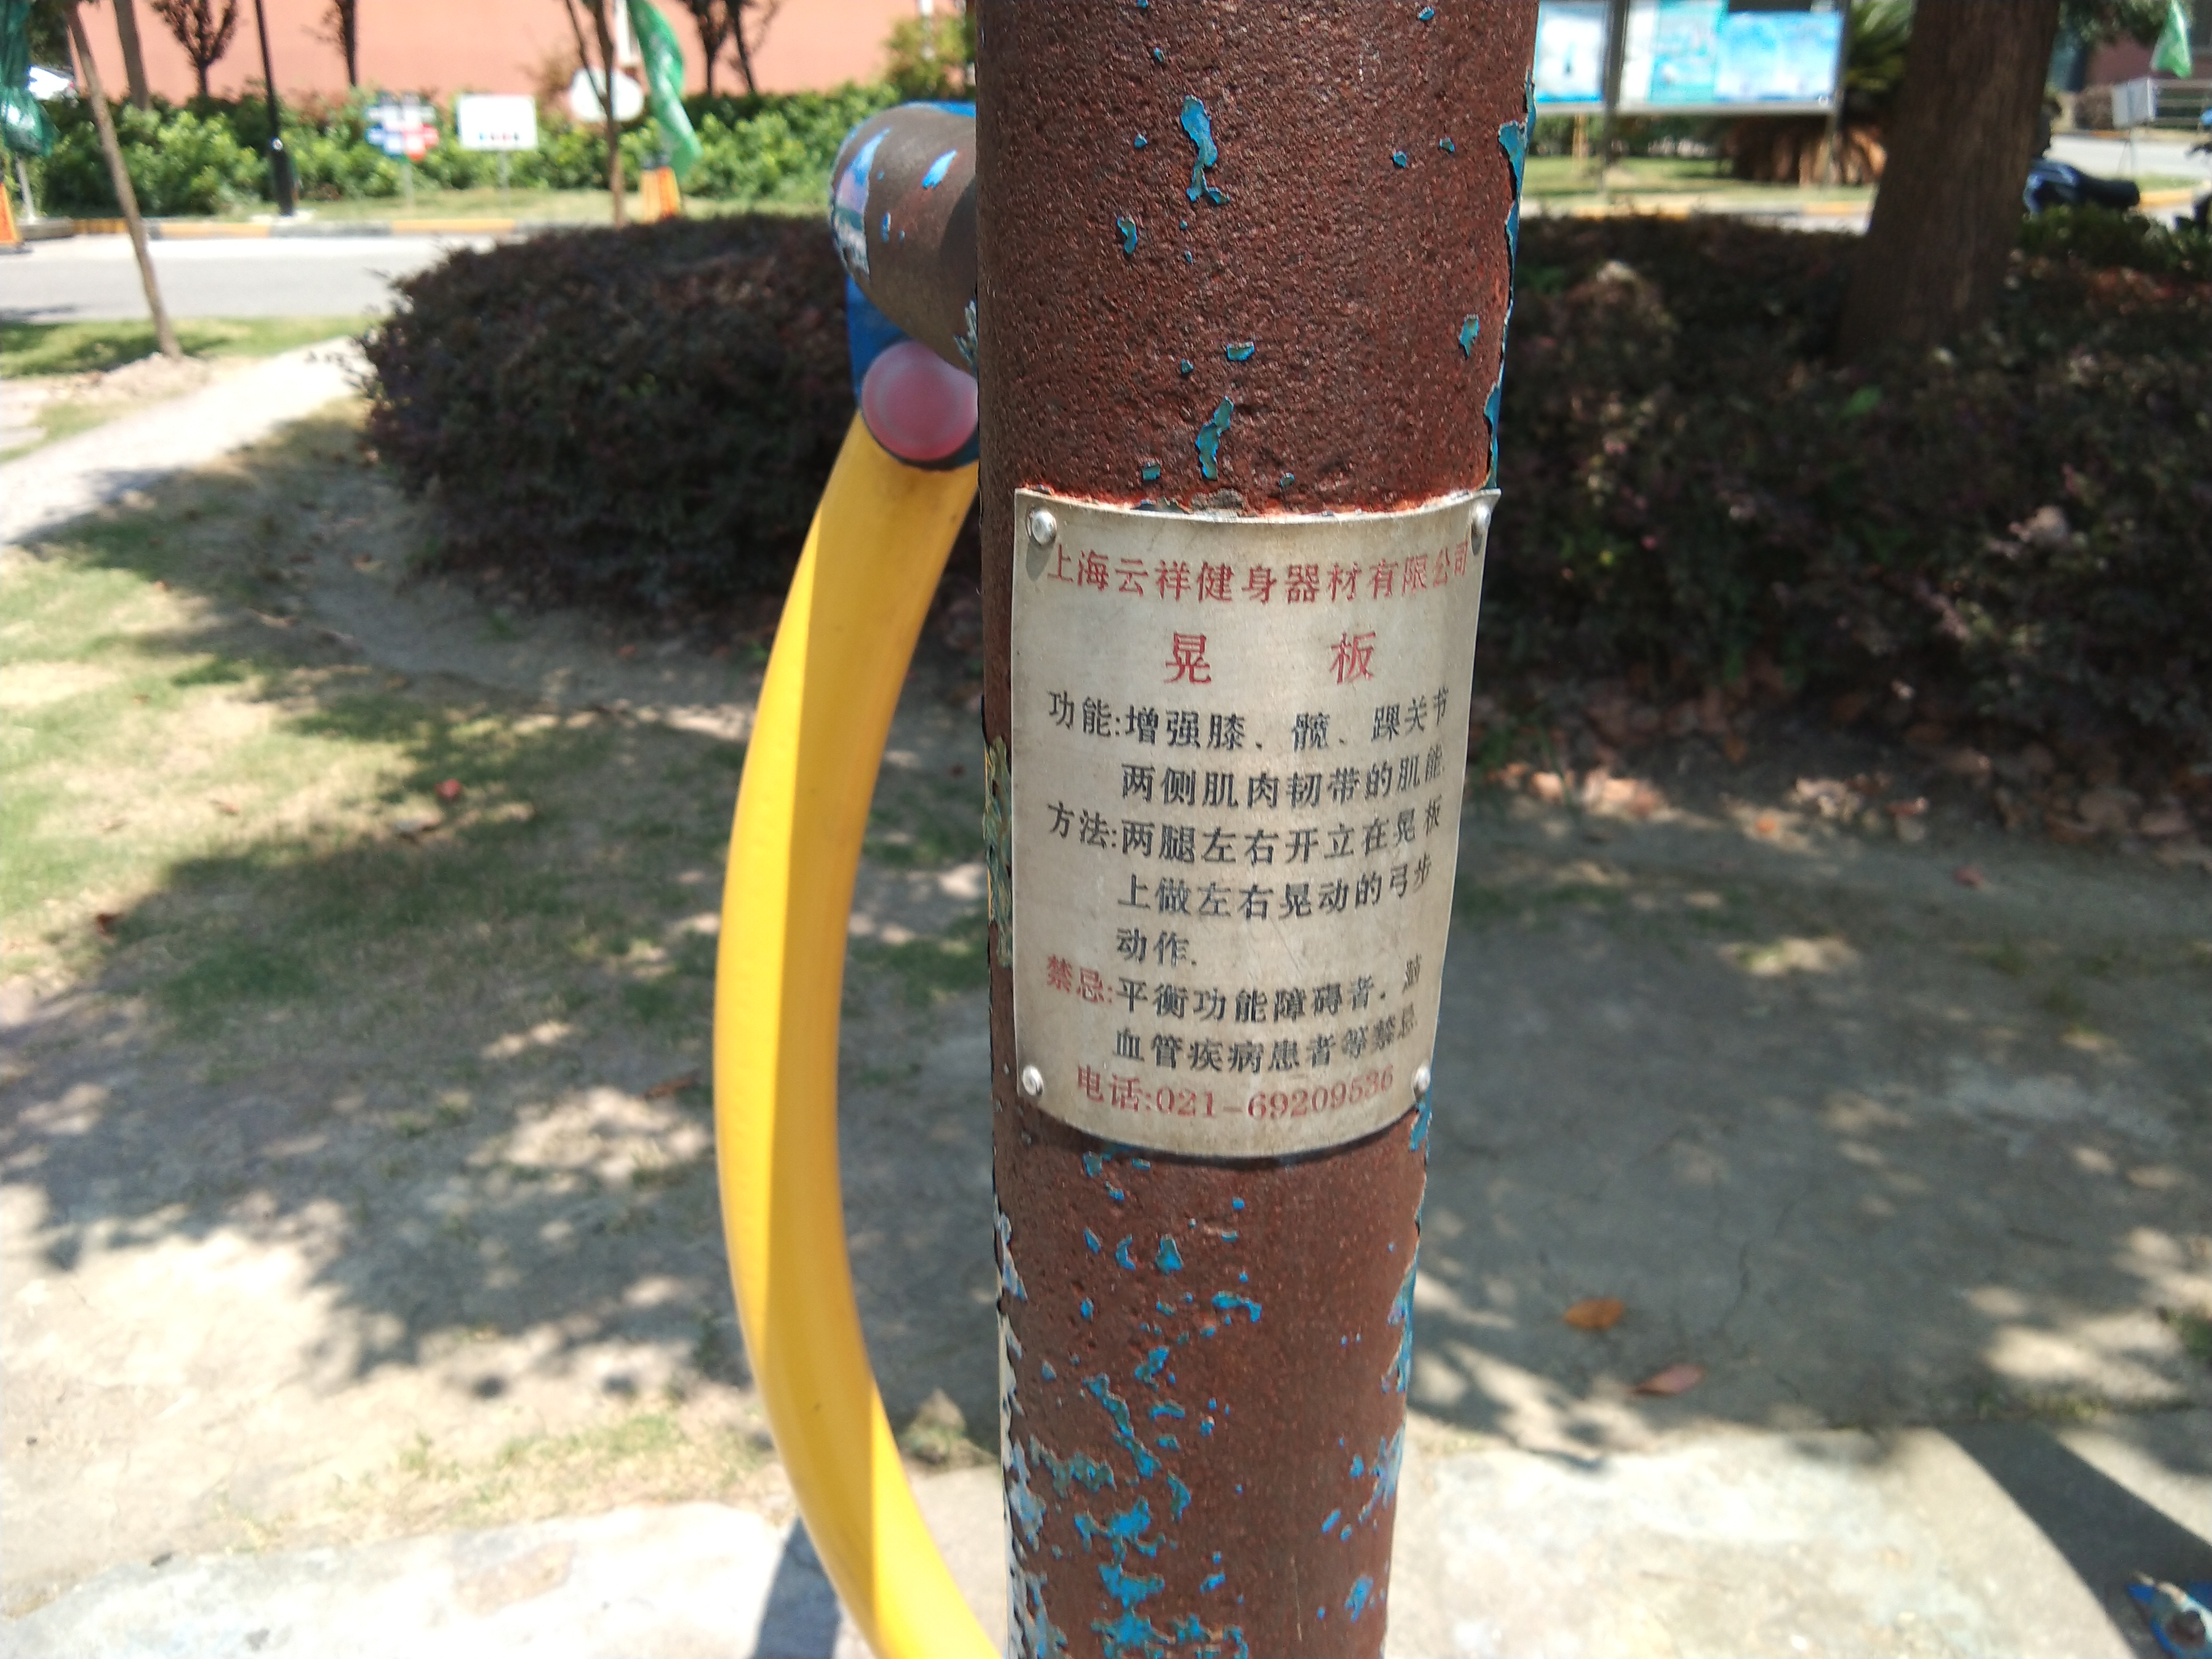 上海云祥健身器材有限公司
晃 板
功能:增强膝、髋、踝关节
两侧肌肉韧带的肌能.
方法:两腿左右开立在晃板
上做左右晃动的弓步
动作.
禁忌:平衡功能障碍者.脑
血管疾病患者等禁忌
电话:021-69209536